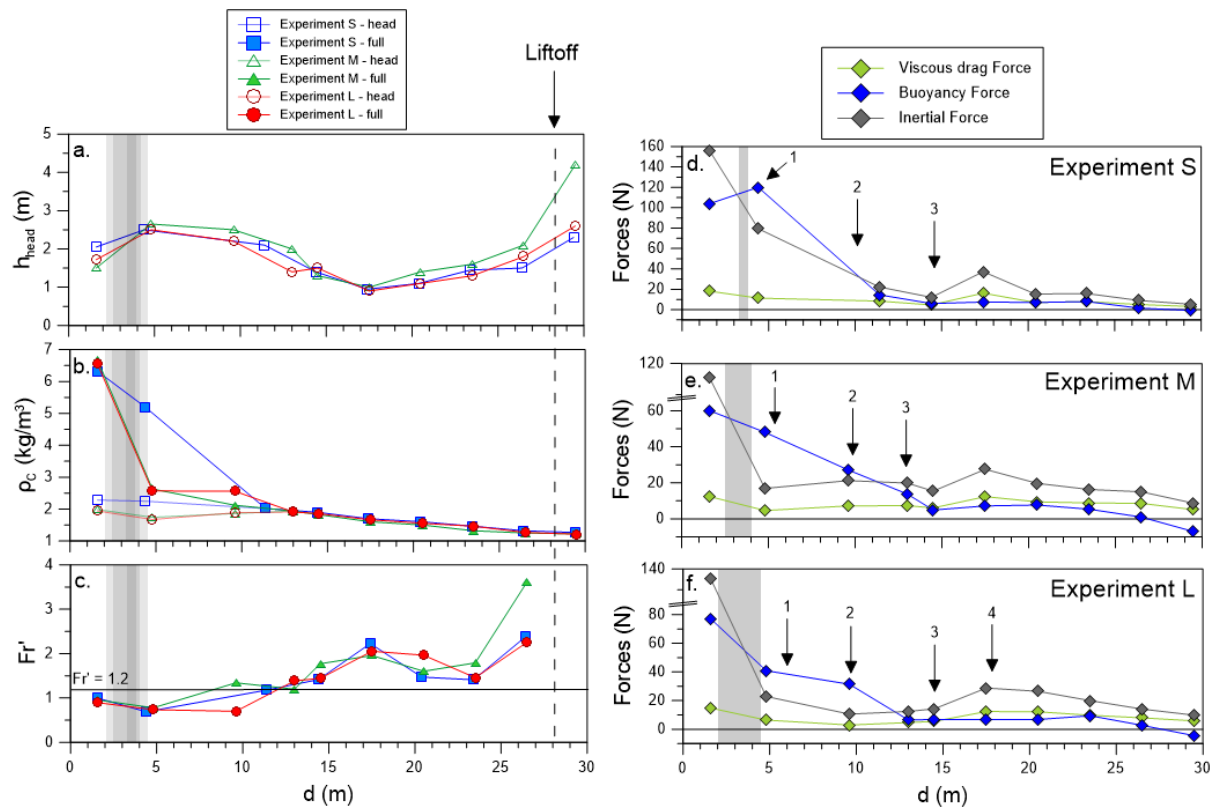 Experiment S - head
Experiment S - full
Experiment M - head
Experiment M - full
Experiment L - head
Experiment L - full
Liftoff
Viscous drag Force
Buoyancy Force
Inertial Force
a.
h head (m)
5
4
3
2
1
0
b.
ρC (kg/m³)
7
6
5
4
3
2
1
c.
Fr'
4
3
2
1
0
Fr' = 1.2
0 5 10 15 20 25 30
d (m)
d.
Experiment S
Forces (N)
160
140
120
100
80
60
40
20
0
1
2
3
e.
Experiment M
Forces (N)
120
60
40
20
0
1
2
3
f.
Experiment L
Forces (N)
140
80
60
40
20
0
1
2
3
4
0 5 10 15 20 25 30
d (m)